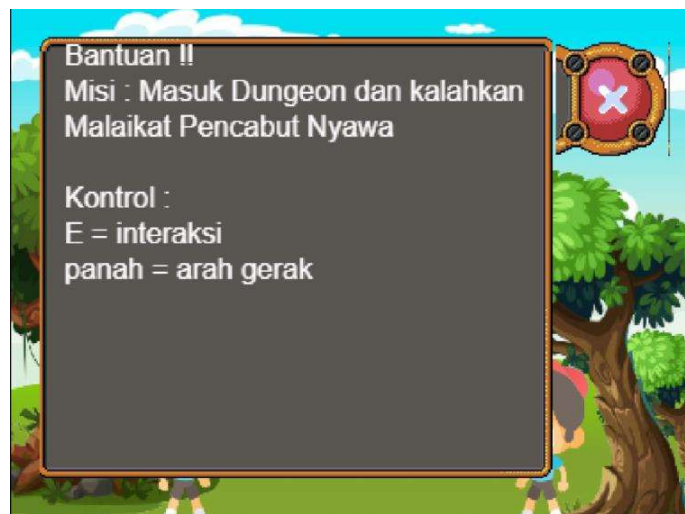 Bantuan !!
Misi : Masuk Dungeon dan kalahkan
Malaikat Pencabut Nyawa
Kontrol :
E = interaksi
panah = arah gerak